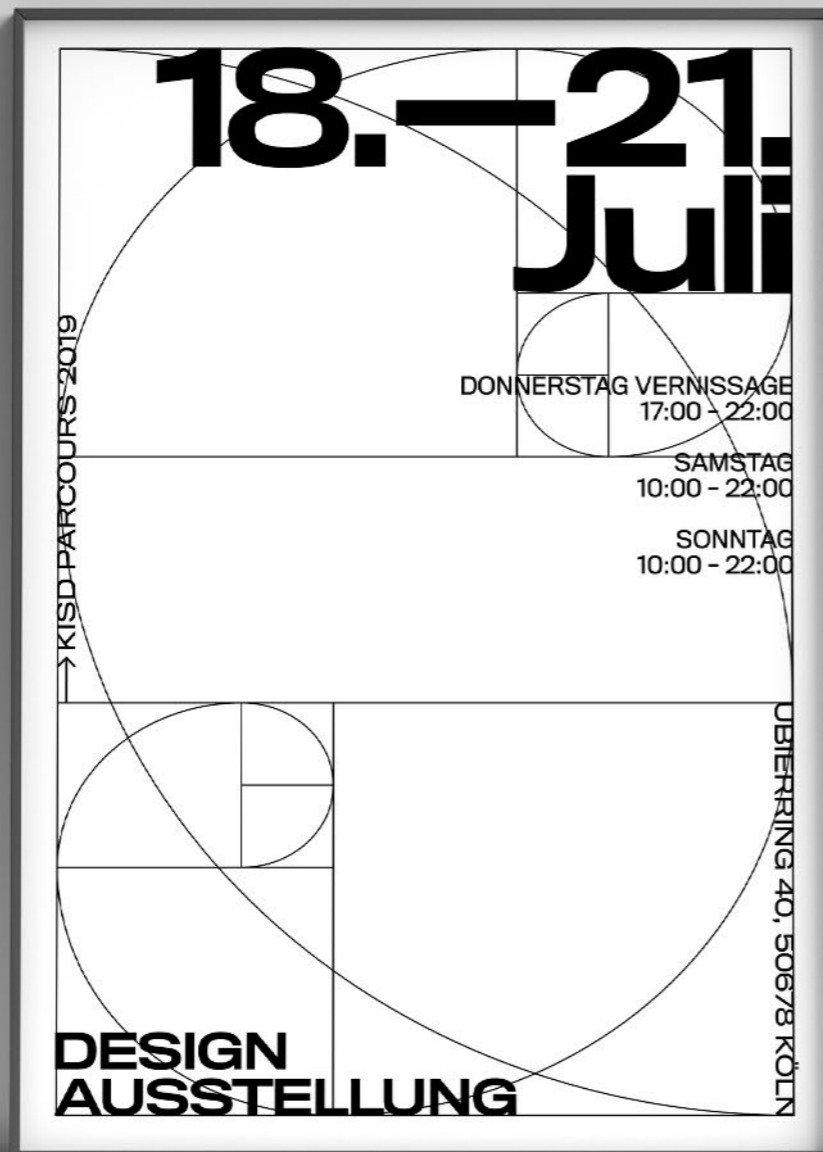 18.—21.
Juli
→KISD PARCOURS 2019
DONNERSTAG VERNISSAGE
17:00 – 22:00
SAMSTAG
10:00 – 22:00
SONNTAG
10:00 – 22:00
UBIERRING 40, 50678 KÖLN
DESIGN
AUSSTELLUNG